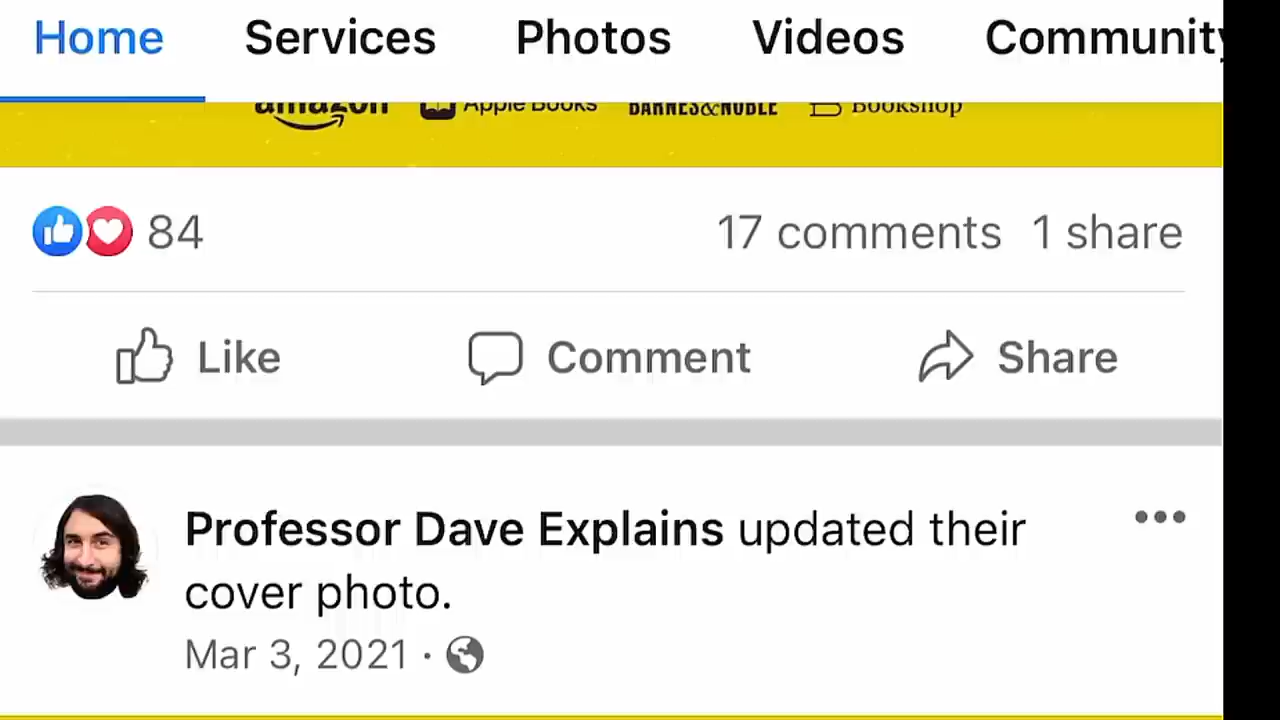 Home Services Photos Videos Community
amazon Apple Books BARNES&NOBLE Bookshop
84 17 comments 1 share
Like Comment Share
Professor Dave Explains updated their
cover photo.
Mar 3, 2021 ·